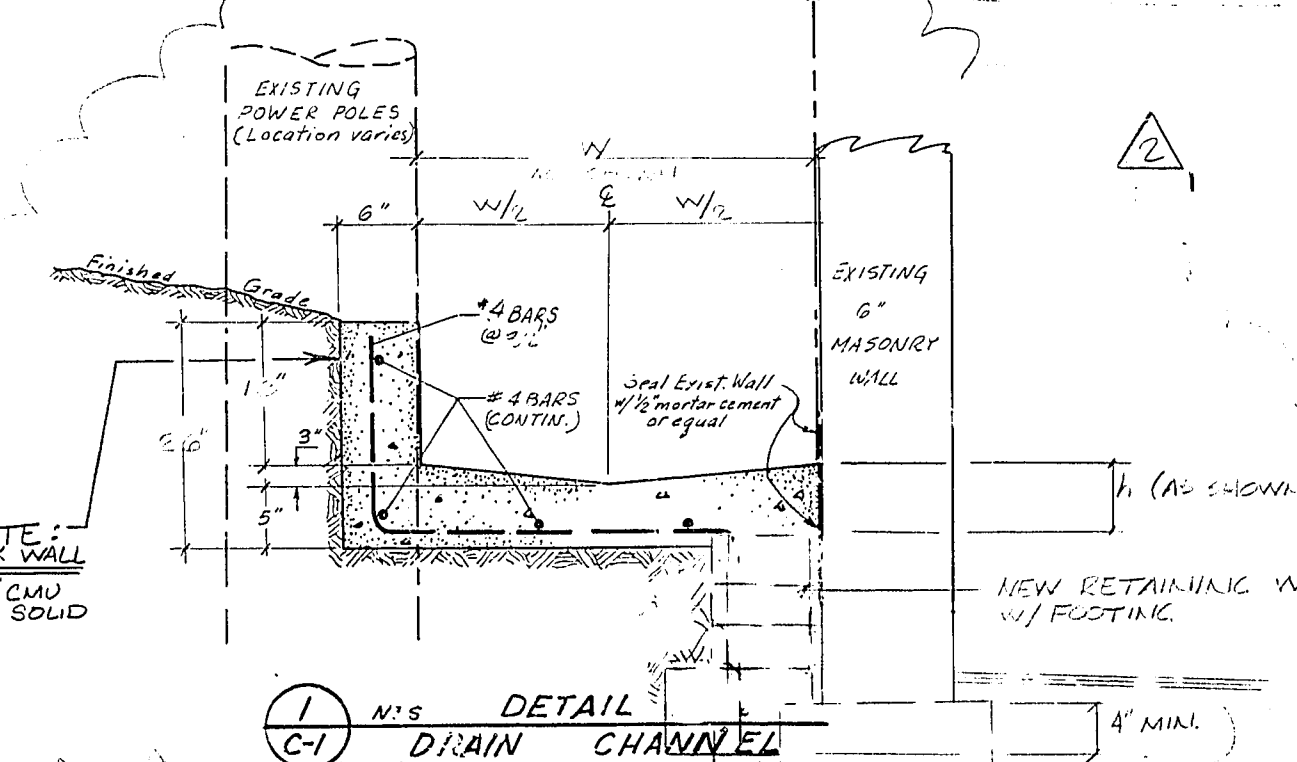 EXISTING
POWER POLES
(Location varies)
W
2
6"
W/2
℄
W/2
Finished Grade
#4 BARS
EXISTING
6"
MASONRY
WALL
Seal Exist. Wall
w/ 1/2" mortar cement
or equal
#4 BARS
(CONTIN.)
3"
5"
h (AS SHOWN
WALL
CMU
SOLID
NEW RETAINING W
W/ FOOTING
1
C-1
DETAIL
DRAIN CHANNEL
4" MIN.